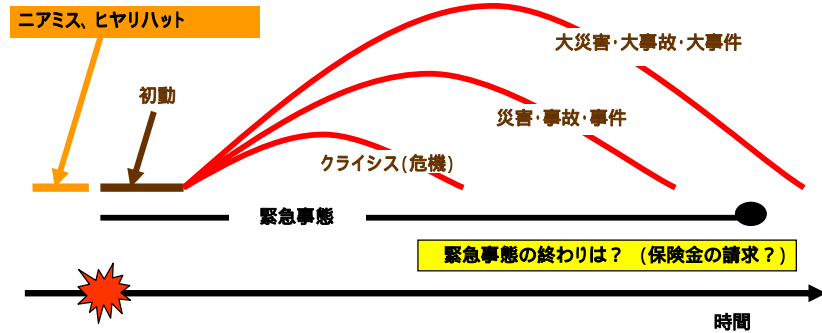 ニアミス、ヒヤリハット
大災害・大事故・大事件
初動
災害・事故・事件
クライシス(危機)
緊急事態
緊急事態の終わりは？ (保険金の請求？)
時間